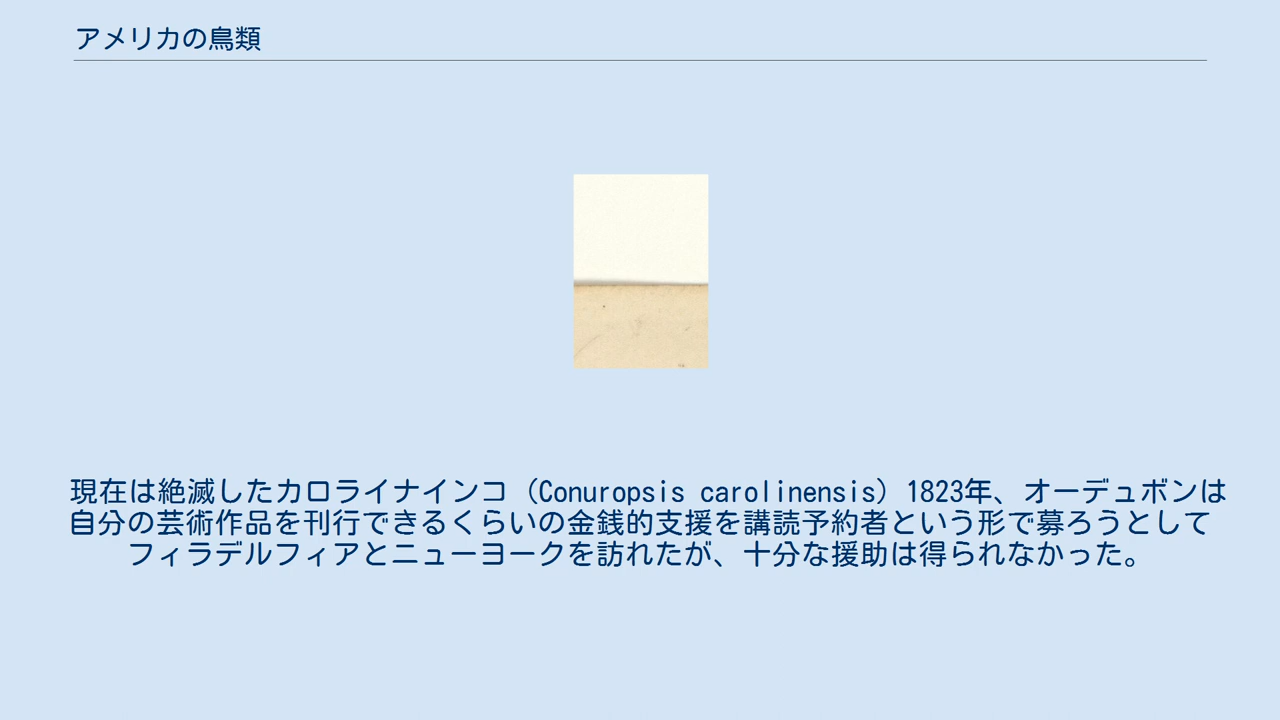 アメリカの鳥類
現在は絶滅したカロライナインコ（Conuropsis carolinensis）1823年、オーデュボンは
自分の芸術作品を刊行できるくらいの金銭的支援を講読予約者という形で募ろうとして
フィラデルフィアとニューヨークを訪れたが、十分な援助は得られなかった。